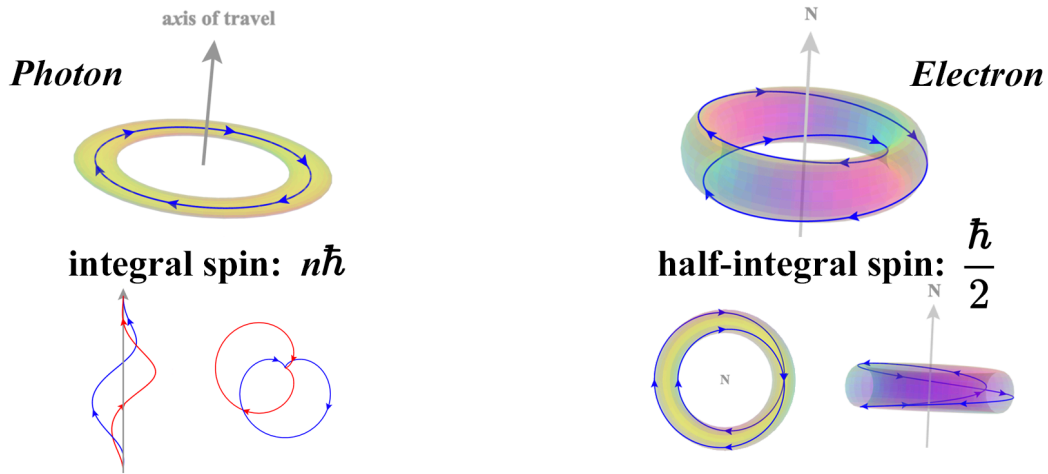 axis of travel
Photon
integral spin: nℏ
N
Electron
half-integral spin: ℏ/2
N
N